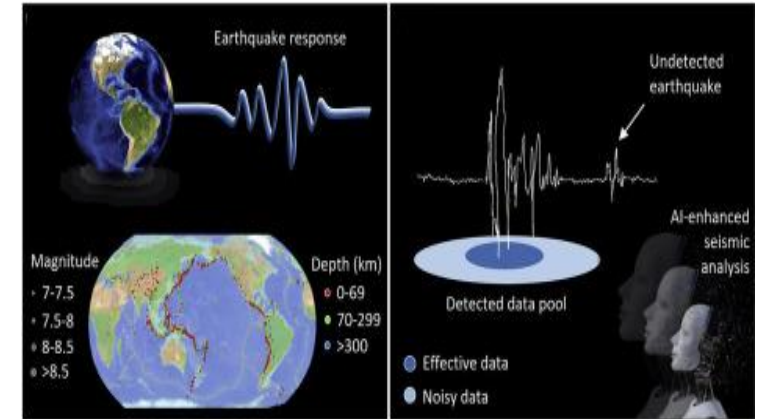 Earthquake response
Magnitude
7-7.5
7.5-8
8-8.5
>8.5
Depth (km)
0-69
70-299
>300
Undetected
earthquake
AI-enhanced
seismic
analysis
Detected data pool
Effective data
Noisy data